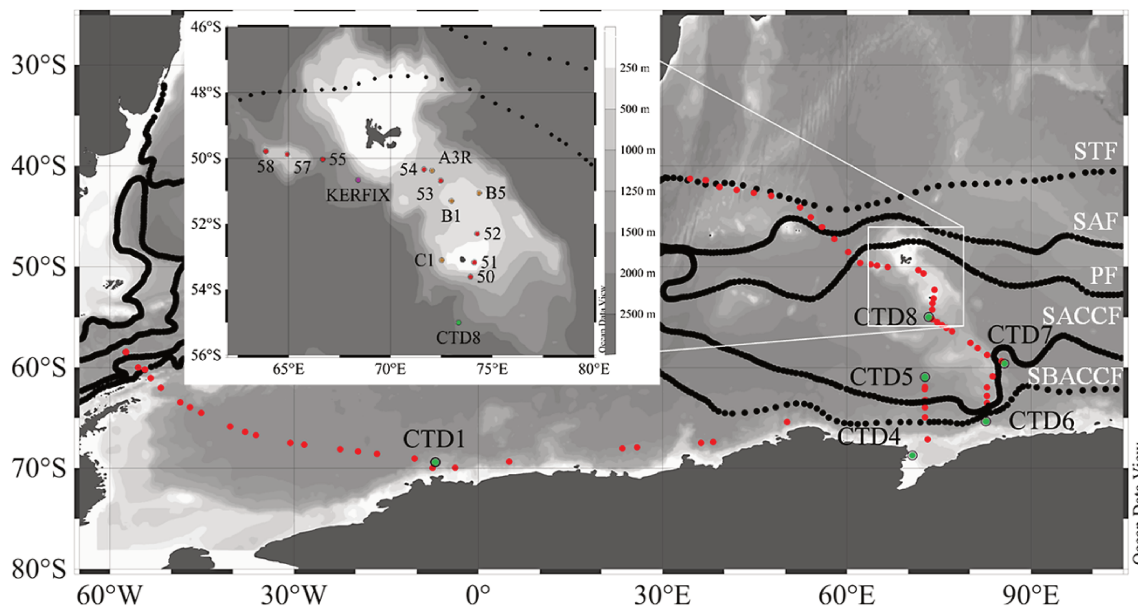 30°S
40°S
50°S
60°S
70°S
80°S
60°W
30°W
0°
30°E
60°E
90°E
46°S
48°S
50°S
52°S
54°S
56°S
65°E
70°E
75°E
80°E
250 m
500 m
1000 m
1250 m
1500 m
2000 m
2500 m
Ocean Data View
58
57
55
KERFIX
54
A3R
53
B5
B1
52
C1
51
50
CTD8
STF
SAF
PF
SACCF
SBACCF
CTD8
CTD7
CTD5
CTD4
CTD6
CTD1
Ocean Data View